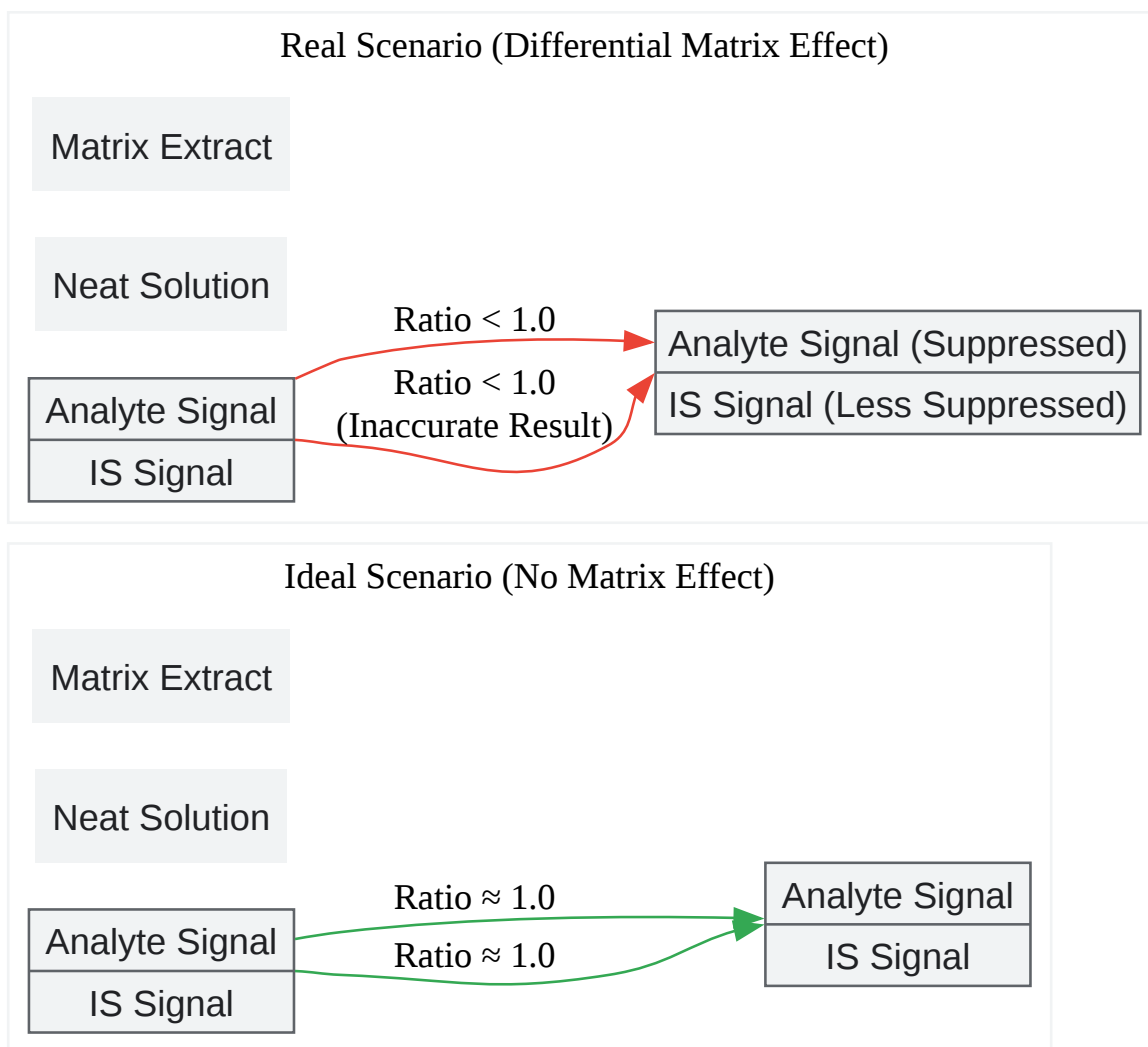 Real Scenario (Differential Matrix Effect)
Matrix Extract
Neat Solution
Ratio < 1.0
Analyte Signal (Suppressed)
Ratio < 1.0
(Inaccurate Result)
IS Signal (Less Suppressed)
Analyte Signal
IS Signal
Ideal Scenario (No Matrix Effect)
Matrix Extract
Neat Solution
Ratio ≈ 1.0
Analyte Signal
Analyte Signal
Ratio ≈ 1.0
IS Signal
IS Signal